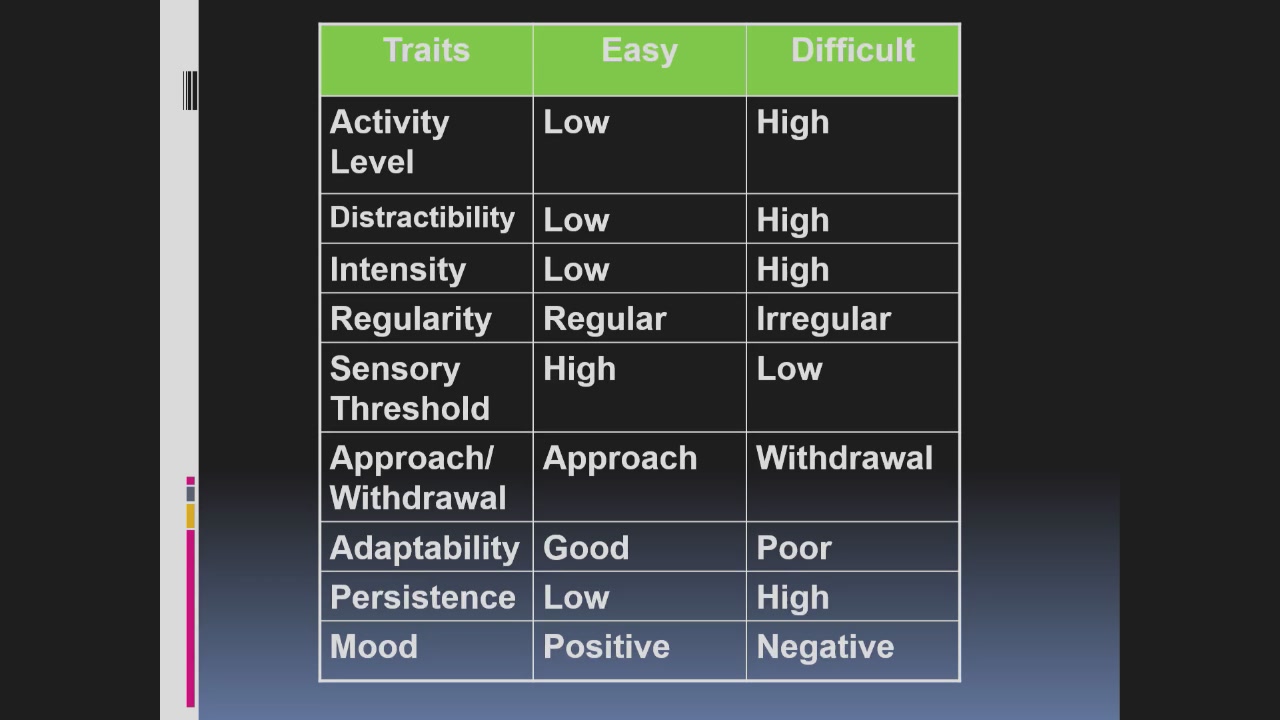 Traits Easy Difficult
Activity Low High
Level
Distractibility Low High
Intensity Low High
Regularity Regular Irregular
Sensory High Low
Threshold
Approach/ Approach Withdrawal
Withdrawal
Adaptability Good Poor
Persistence Low High
Mood Positive Negative